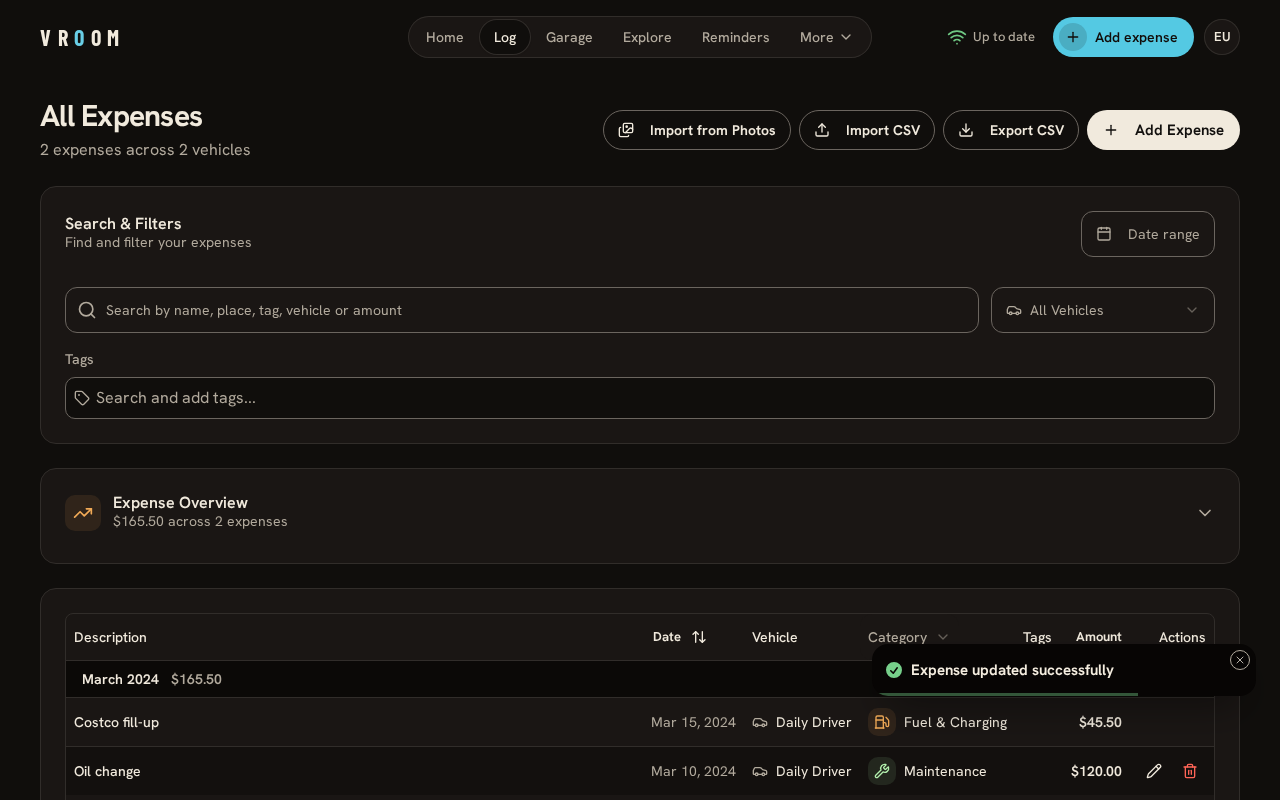 VROOM
Home
Log
Garage
Explore
Reminders
More
Up to date
Add expense
EU
All Expenses
2 expenses across 2 vehicles
Import from Photos
Import CSV
Export CSV
Add Expense
Search & Filters
Find and filter your expenses
Date range
Search by name, place, tag, vehicle or amount
All Vehicles
Tags
Search and add tags...
Expense Overview
$165.50 across 2 expenses
Description Date Vehicle Category Tags Amount Actions
March 2024 $165.50
Expense updated successfully
Costco fill-up Mar 15, 2024 Daily Driver Fuel & Charging $45.50
Oil change Mar 10, 2024 Daily Driver Maintenance $120.00